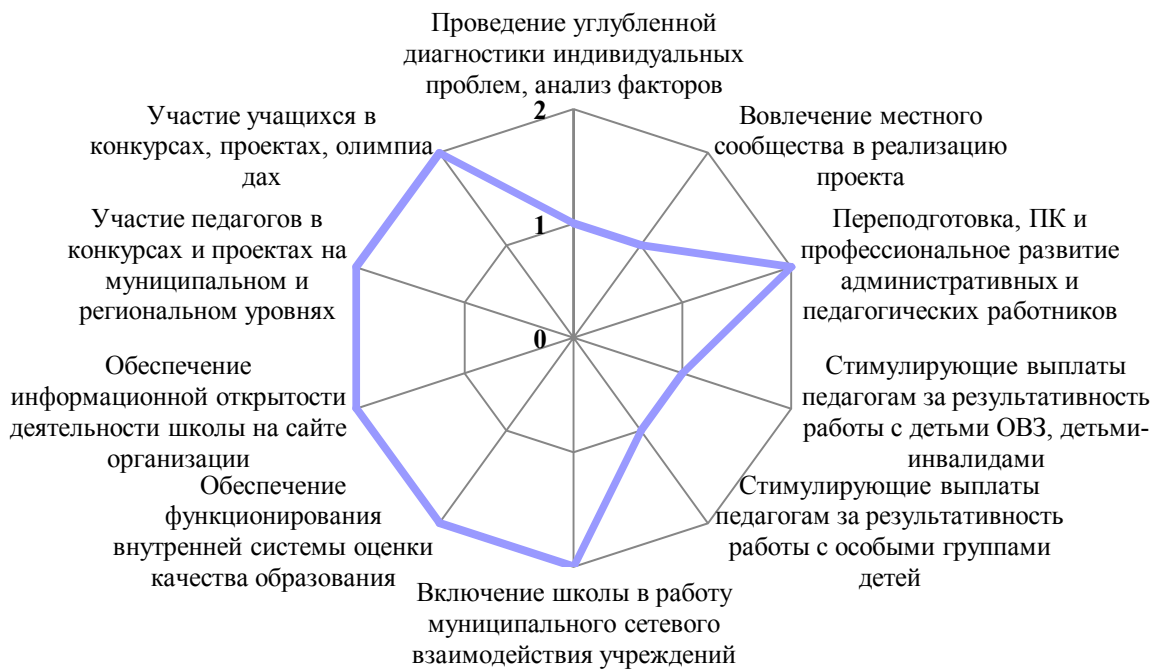 Проведение углубленной
диагностики индивидуальных
проблем, анализ факторов
Вовлечение местного
сообщества в реализацию
проекта
Переподготовка, ПК и
профессиональное развитие
административных и
педагогических работников
Стимулирующие выплаты
педагогам за результативность
работы с детьми ОВЗ, детьми-
инвалидами
Стимулирующие выплаты
педагогам за результативность
работы с особыми группами
детей
Включение школы в работу
муниципального сетевого
взаимодействия учреждений
Обеспечение
функционирования
внутренней системы оценки
качества образования
Обеспечение
информационной открытости
деятельности школы на сайте
организации
Участие педагогов в
конкурсах и проектах на
муниципальном и
региональном уровнях
Участие учащихся в
конкурсах, проектах, олимпиа
дах
2
1
0